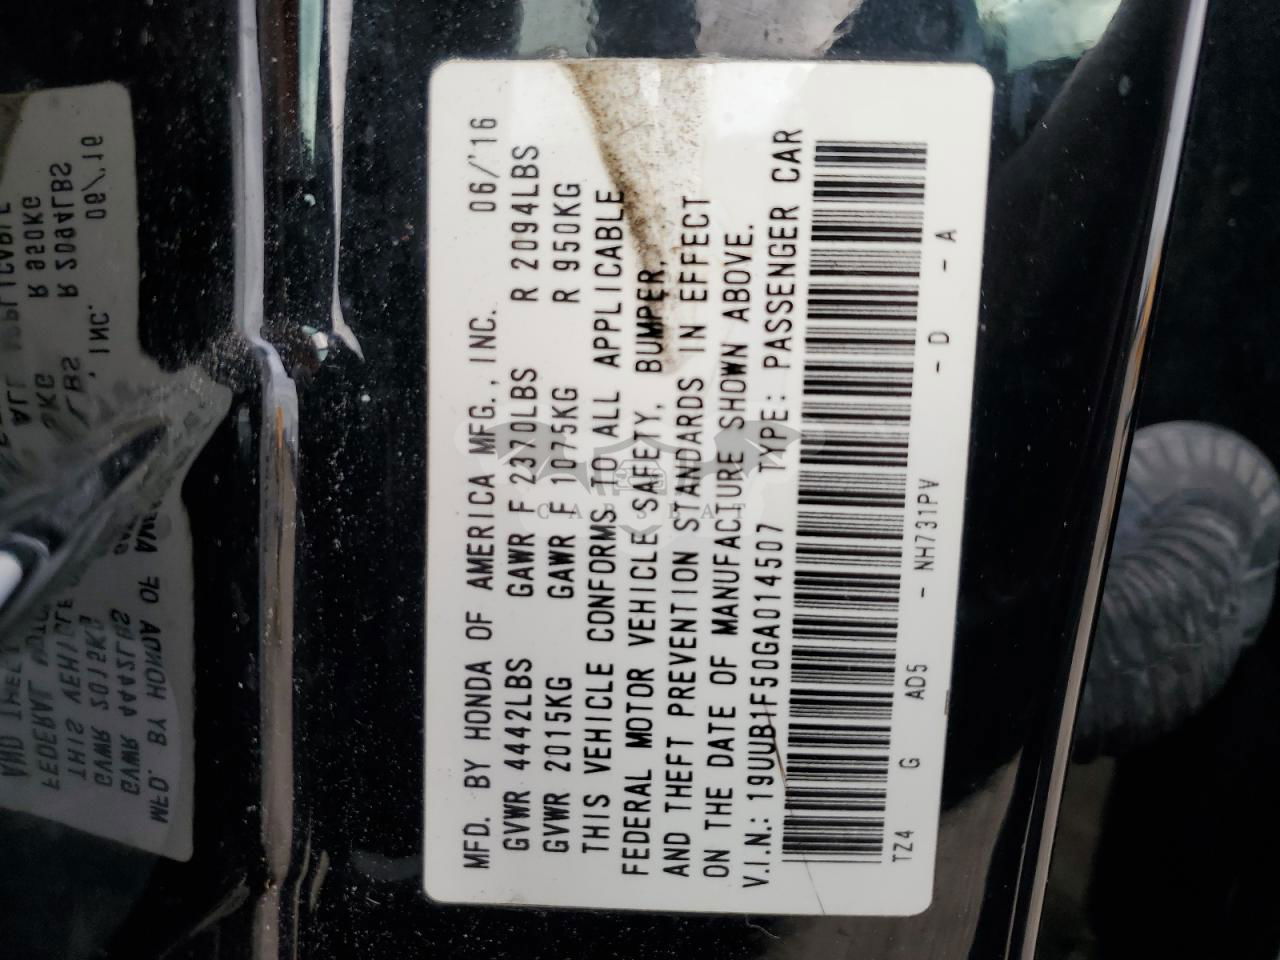 MFD. BY HONDA OF AMERICA MFG., INC. 06/'16
GVWR 4442LBS GAWR F 2370LBS R 2094LBS
GVWR 2015KG GAWR F 1075KG R 950KG
THIS VEHICLE CONFORMS TO ALL APPLICABLE
FEDERAL MOTOR VEHICLE SAFETY, BUMPER,
AND THEFT PREVENTION STANDARDS IN EFFECT
ON THE DATE OF MANUFACTURE SHOWN ABOVE.
V.I.N.: 19UUB1F50GA014507 TYPE: PASSENGER CAR
TZ4 G AD5 - NH731PV - D - A
CARSBAT